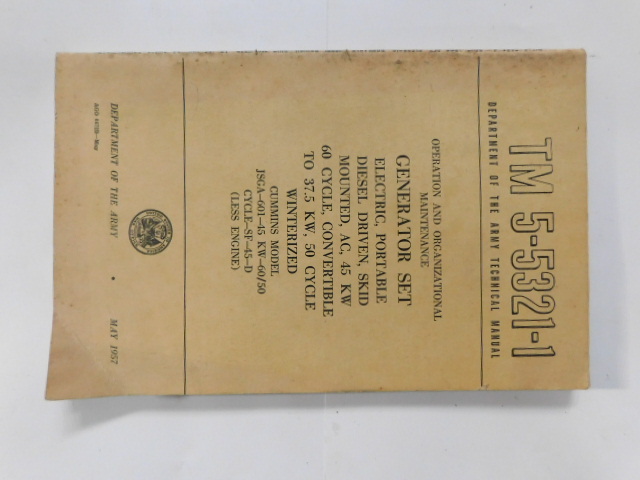 TM 5-5321-1
DEPARTMENT OF THE ARMY TECHNICAL MANUAL
OPERATION AND ORGANIZATIONAL
MAINTENANCE
GENERATOR SET
ELECTRIC, PORTABLE
DIESEL DRIVEN, SKID
MOUNTED, AC, 45 KW
60 CYCLE, CONVERTIBLE
TO 37.5 KW, 50 CYCLE
WINTERIZED
CUMMINS MODEL
JSGA-601-45 KW-60/50
CYCLE-SF-45-D
(LESS ENGINE)
DEPARTMENT OF THE ARMY • MAY 1957